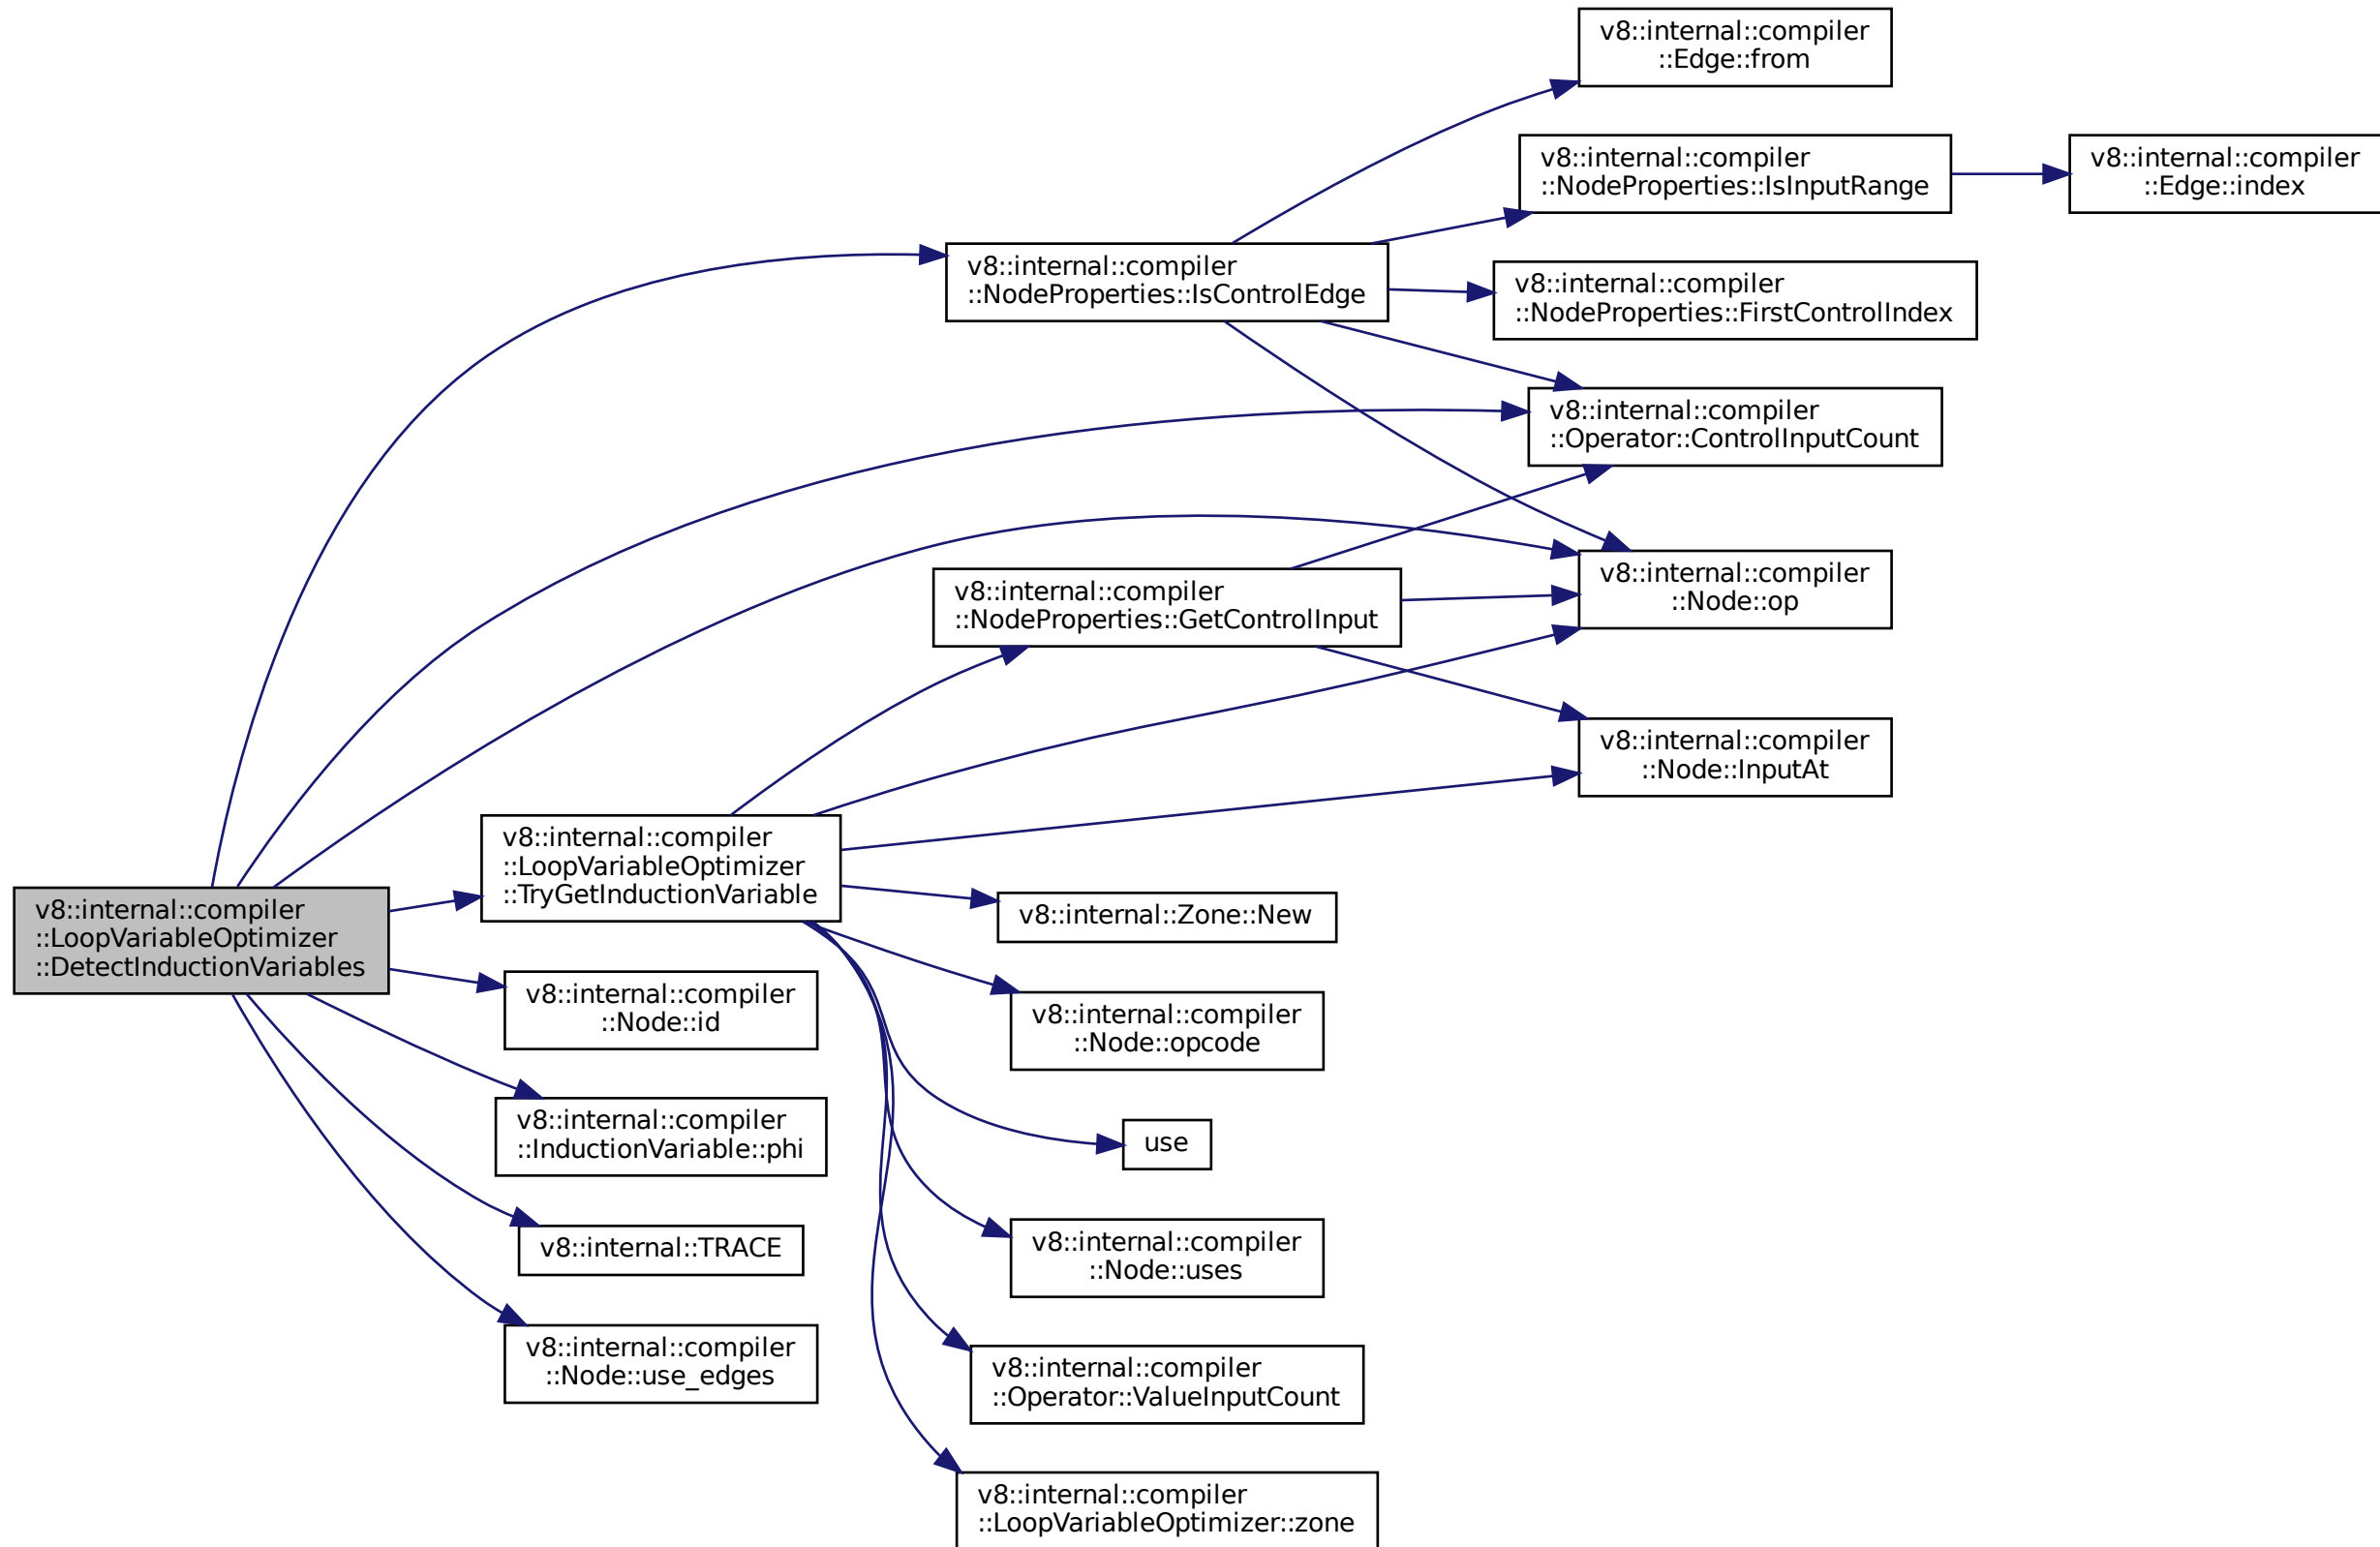 v8::internal::compiler
::Edge::from
v8::internal::compiler
::NodeProperties::IsInputRange
v8::internal::compiler
::Edge::index
v8::internal::compiler
::NodeProperties::IsControlEdge
v8::internal::compiler
::NodeProperties::FirstControlIndex
v8::internal::compiler
::Operator::ControlInputCount
v8::internal::compiler
::NodeProperties::GetControlInput
v8::internal::compiler
::Node::op
v8::internal::compiler
::Node::InputAt
v8::internal::compiler
::LoopVariableOptimizer
::TryGetInductionVariable
v8::internal::compiler
::LoopVariableOptimizer
::DetectInductionVariables
v8::internal::Zone::New
v8::internal::compiler
::Node::id
v8::internal::compiler
::Node::opcode
v8::internal::compiler
::InductionVariable::phi
use
v8::internal::TRACE
v8::internal::compiler
::Node::uses
v8::internal::compiler
::Node::use_edges
v8::internal::compiler
::Operator::ValueInputCount
v8::internal::compiler
::LoopVariableOptimizer::zone